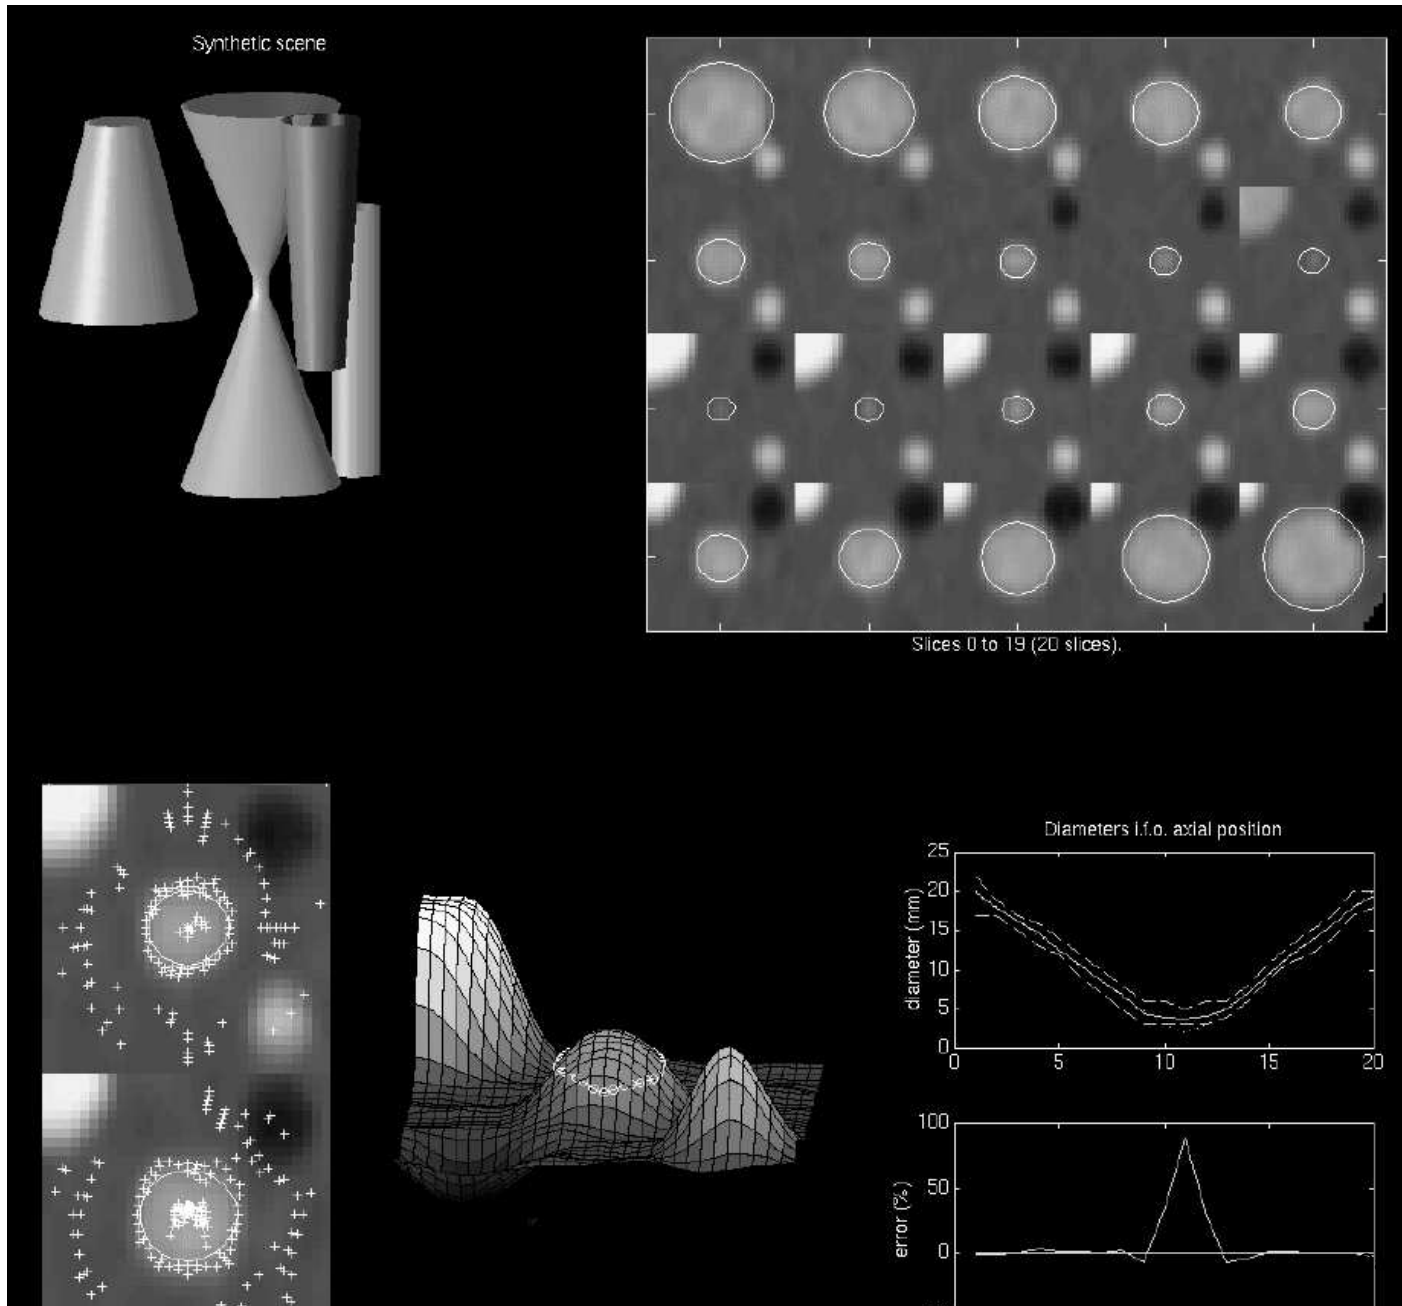 Synthetic scene
Slices 0 to 19 (20 slices).
Diameters i.f.o. axial position
25
20
15
10
5
0
diameter (mm)
0 5 10 15 20
100
50
0
error (%)